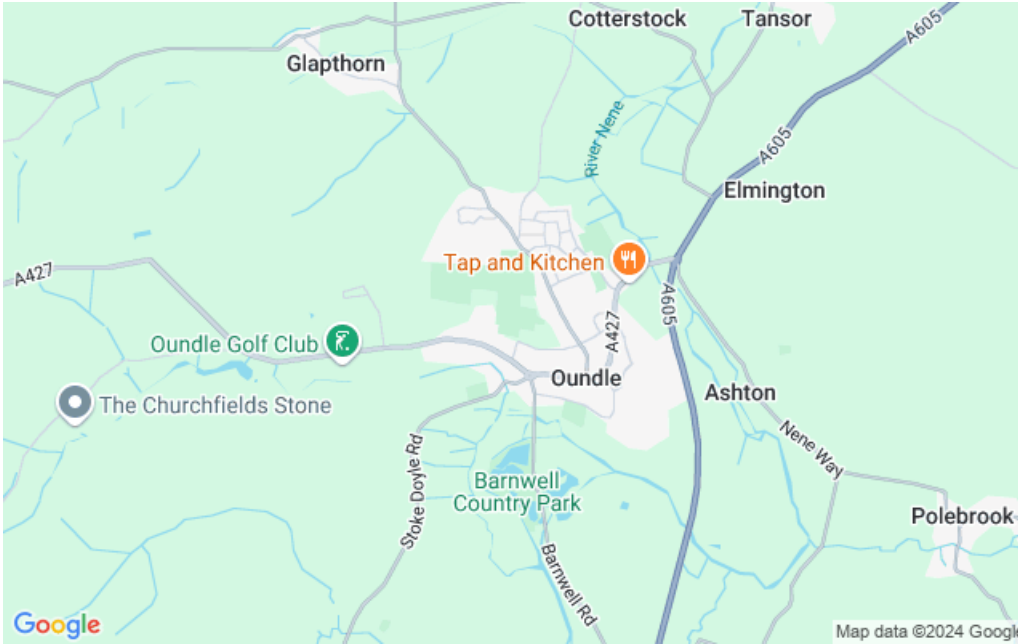 Cotterstock
Tansor
A605
Glapthorn
River Nene
A605
Elmington
Tap and Kitchen
A427
A605
A427
Oundle Golf Club
Oundle
Ashton
The Churchfields Stone
Nene Way
Stoke Doyle Rd
Barnwell
Country Park
Polebrook
Barnwell Rd
Google
Map data ©2024 Google